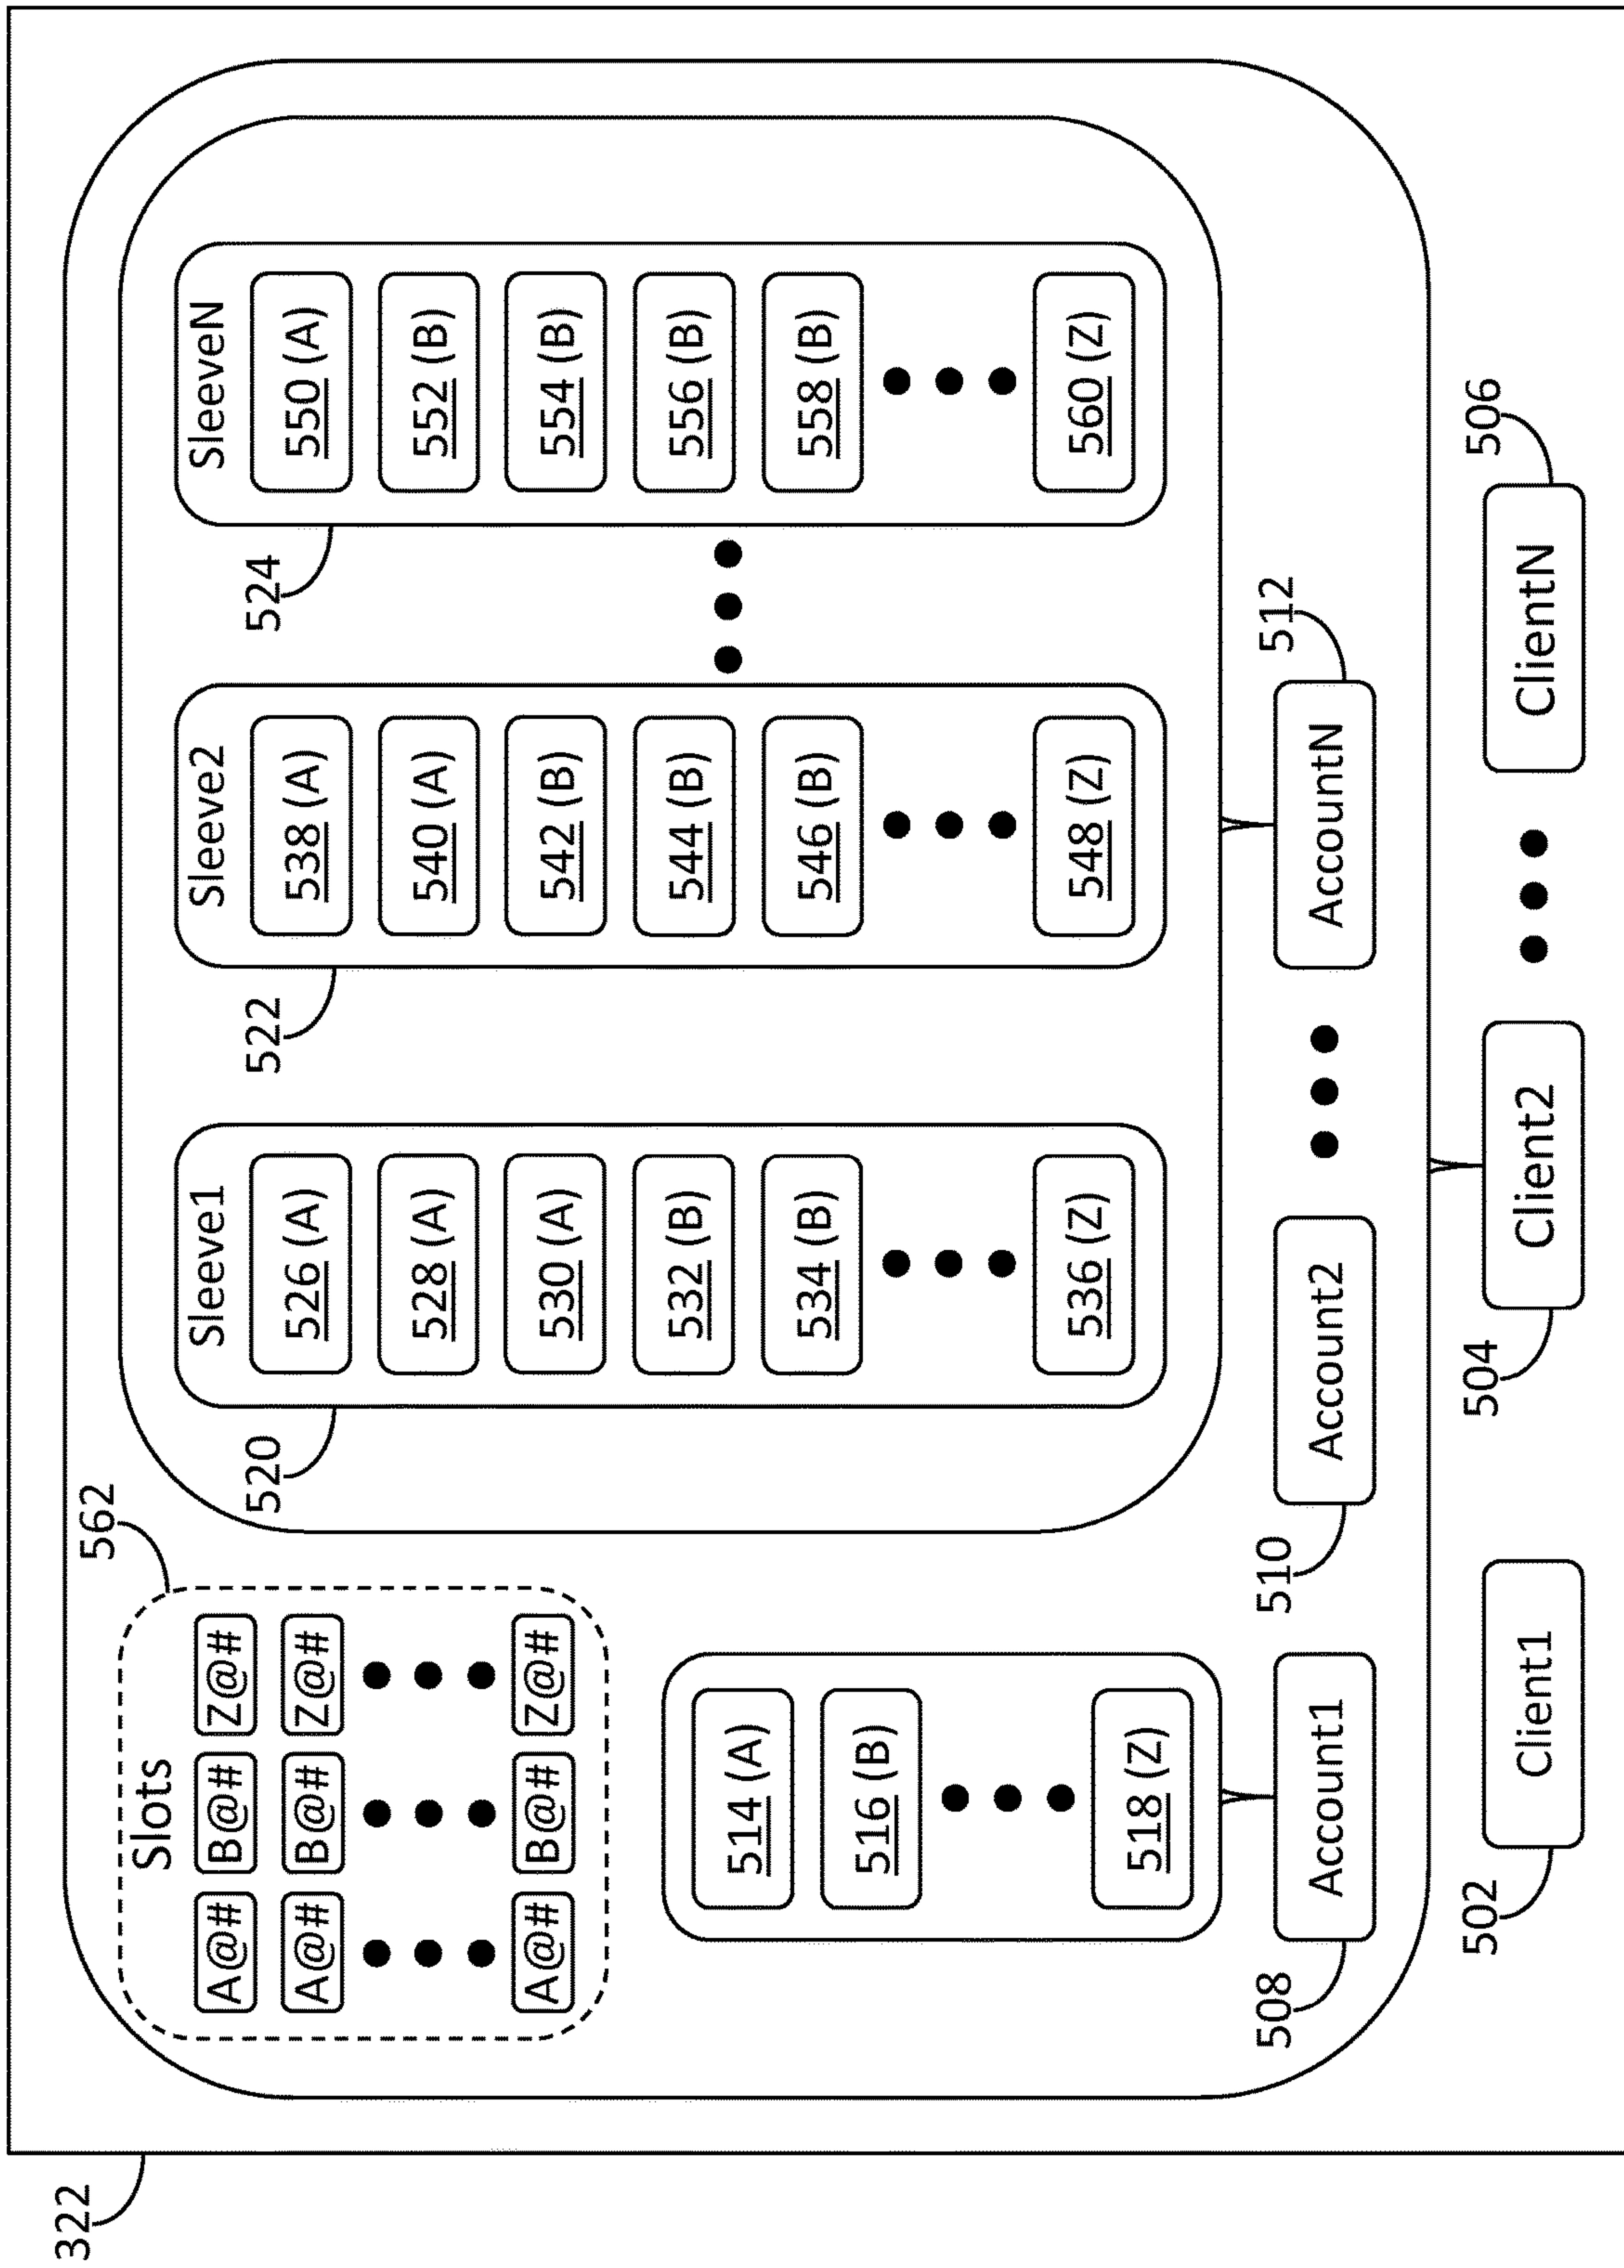 322
562
Slots
A@# B@# Z@#
A@# B@# Z@#
A@# B@# Z@#
514 (A)
516 (B)
518 (Z)
520
Sleeve1
526 (A)
528 (A)
530 (A)
532 (B)
534 (B)
536 (Z)
522
Sleeve2
538 (A)
540 (A)
542 (B)
544 (B)
546 (B)
548 (Z)
524
SleeveN
550 (A)
552 (B)
554 (B)
556 (B)
558 (B)
560 (Z)
508
Account1
510
Account2
AccountN
512
502
Client1
504
Client2
ClientN
506